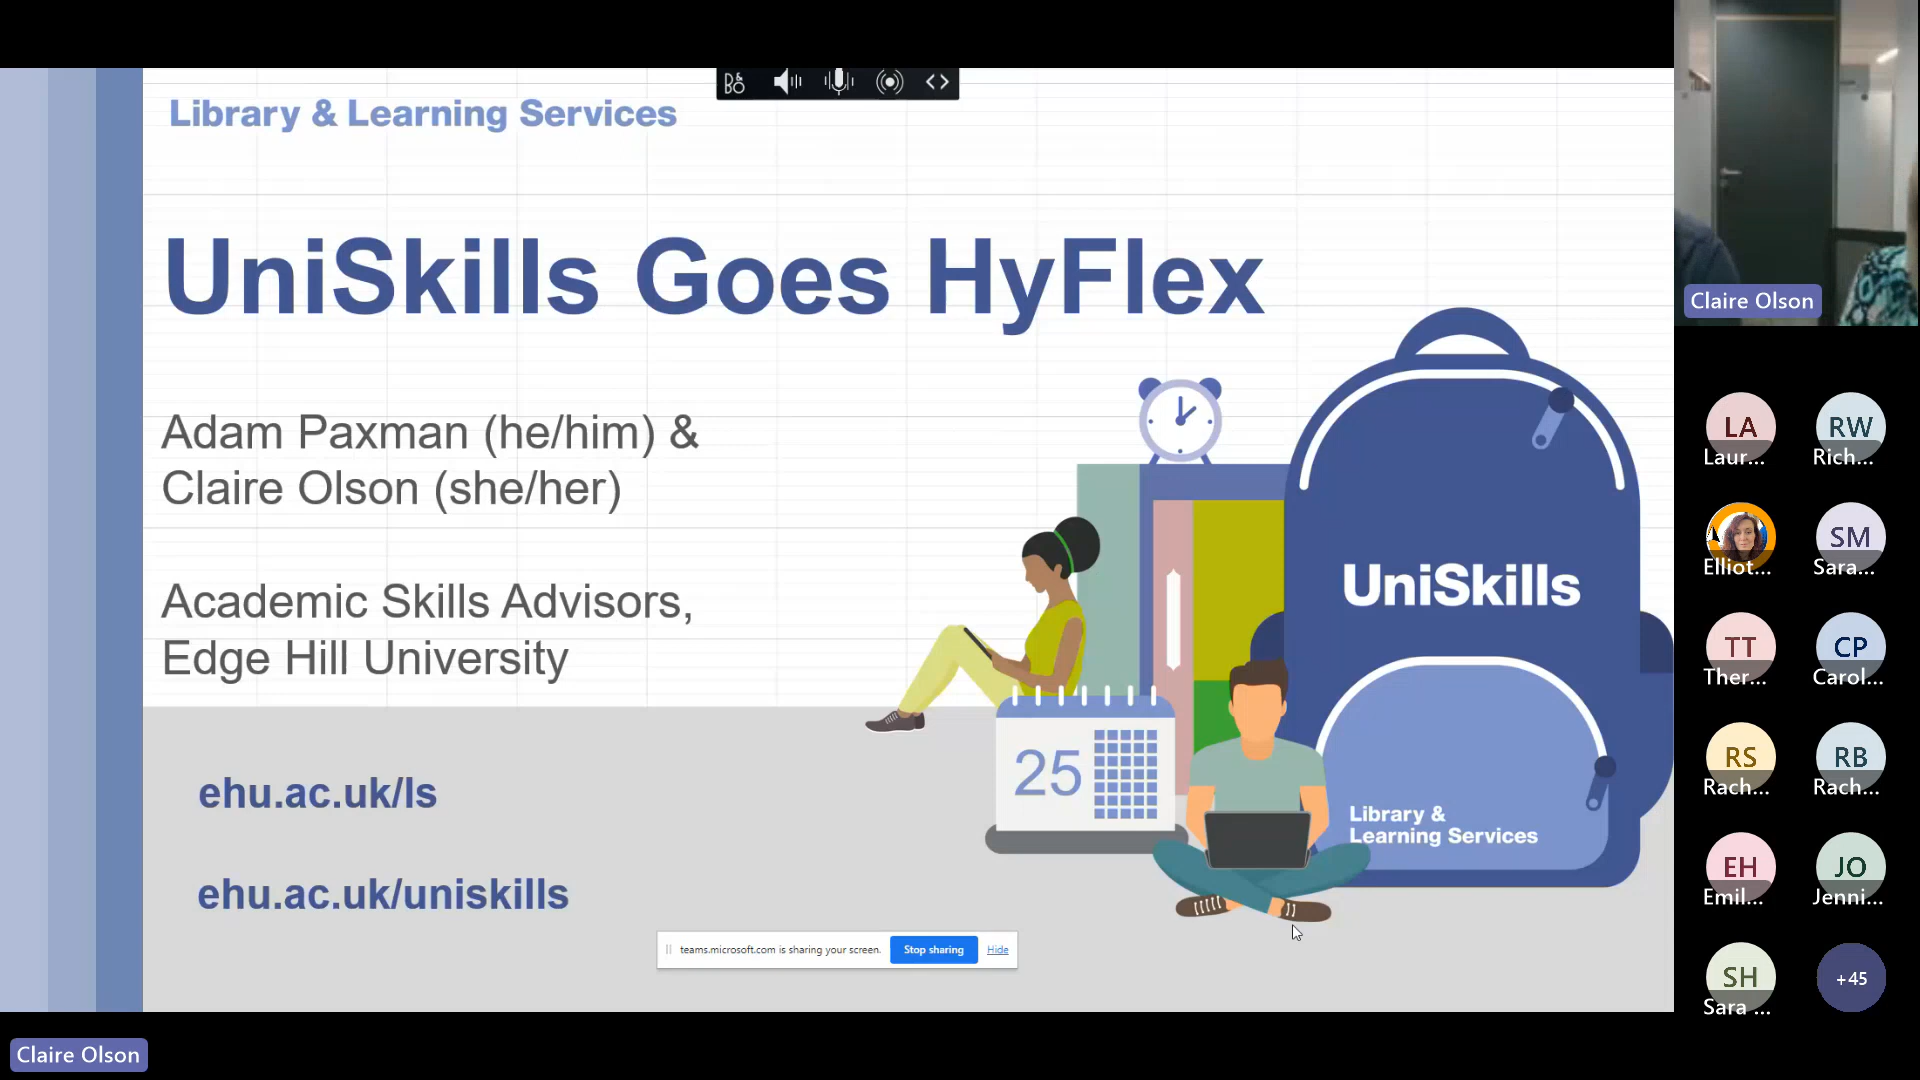 Library & Learning Services
UniSkills Goes HyFlex
Adam Paxman (he/him) &
Claire Olson (she/her)
Academic Skills Advisors,
Edge Hill University
ehu.ac.uk/ls
ehu.ac.uk/uniskills
25
UniSkills
Library &
Learning Services
teams.microsoft.com is sharing your screen.
Stop sharing
Hide
Claire Olson
Claire Olson
LA
RW
Laur...
Rich...
SM
Elliot...
Sara...
TT
CP
Ther...
Carol...
RS
RB
Rach...
Rach...
EH
JO
Emil...
Jenni...
SH
+45
Sara ...